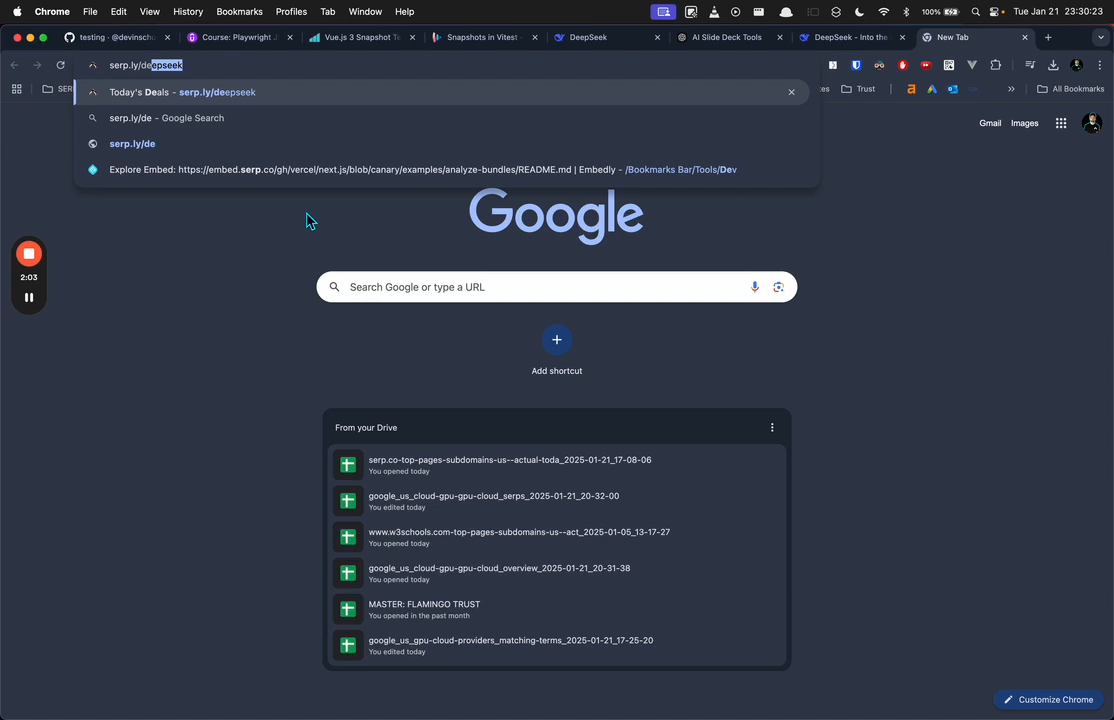 Chrome File Edit View History Bookmarks Profiles Tab Window Help 100% Tue Jan 21 23:30:23
testing · @devinschu
Course: Playwright J
Vue.js 3 Snapshot Te
Snapshots in Vitest -
DeepSeek
AI Slide Deck Tools
DeepSeek - Into the
New Tab
serp.ly/deepseek
SER
Trust
All Bookmarks
Today's Deals - serp.ly/deepseek
serp.ly/de - Google Search
serp.ly/de
Explore Embed: https://embed.serp.co/gh/vercel/next.js/blob/canary/examples/analyze-bundles/README.md | Embedly - /Bookmarks Bar/Tools/Dev
Gmail Images
Google
2:03
Search Google or type a URL
Add shortcut
From your Drive
serp.co-top-pages-subdomains-us--actual-toda_2025-01-21_17-08-06
You opened today
google_us_cloud-gpu-gpu-cloud_serps_2025-01-21_20-32-00
You edited today
www.w3schools.com-top-pages-subdomains-us--act_2025-01-05_13-17-27
You opened today
google_us_cloud-gpu-gpu-cloud_overview_2025-01-21_20-31-38
You opened today
MASTER: FLAMINGO TRUST
You opened in the past month
google_us_gpu-cloud-providers_matching-terms_2025-01-21_17-25-20
You edited today
Customize Chrome